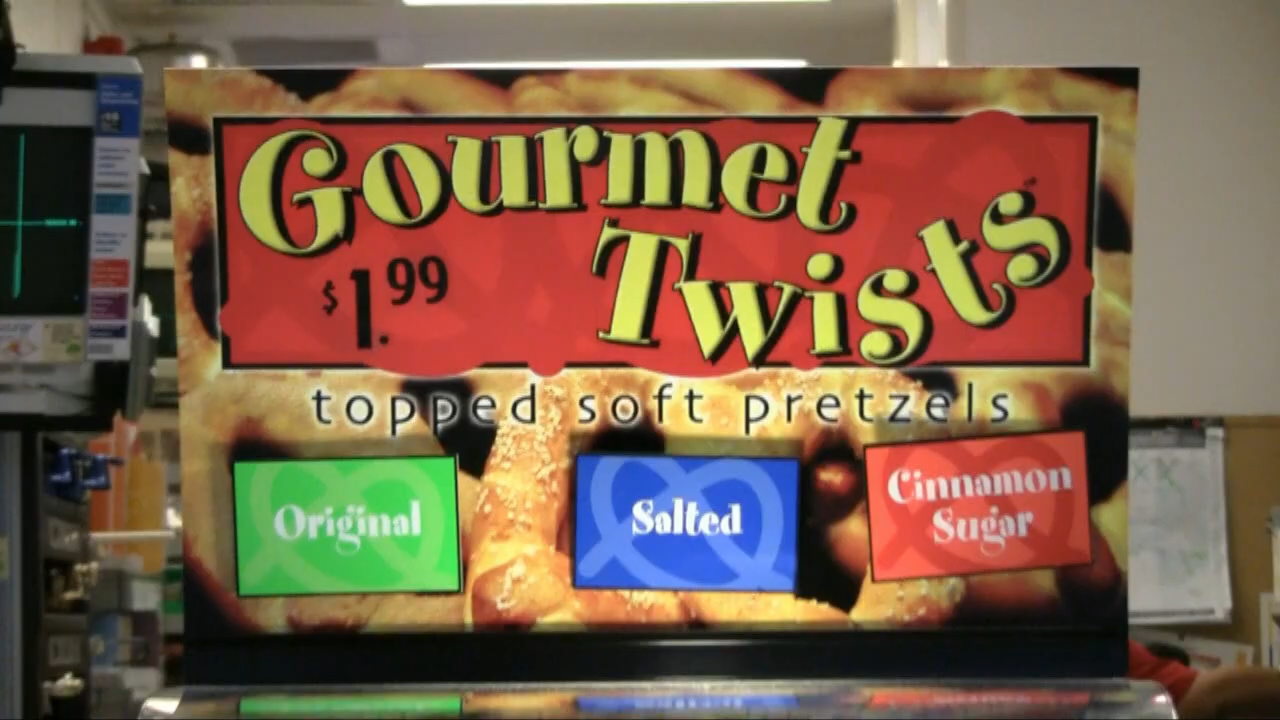 Gourmet
Twists
$1.99
topped soft pretzels
Original
Salted
Cinnamon
Sugar